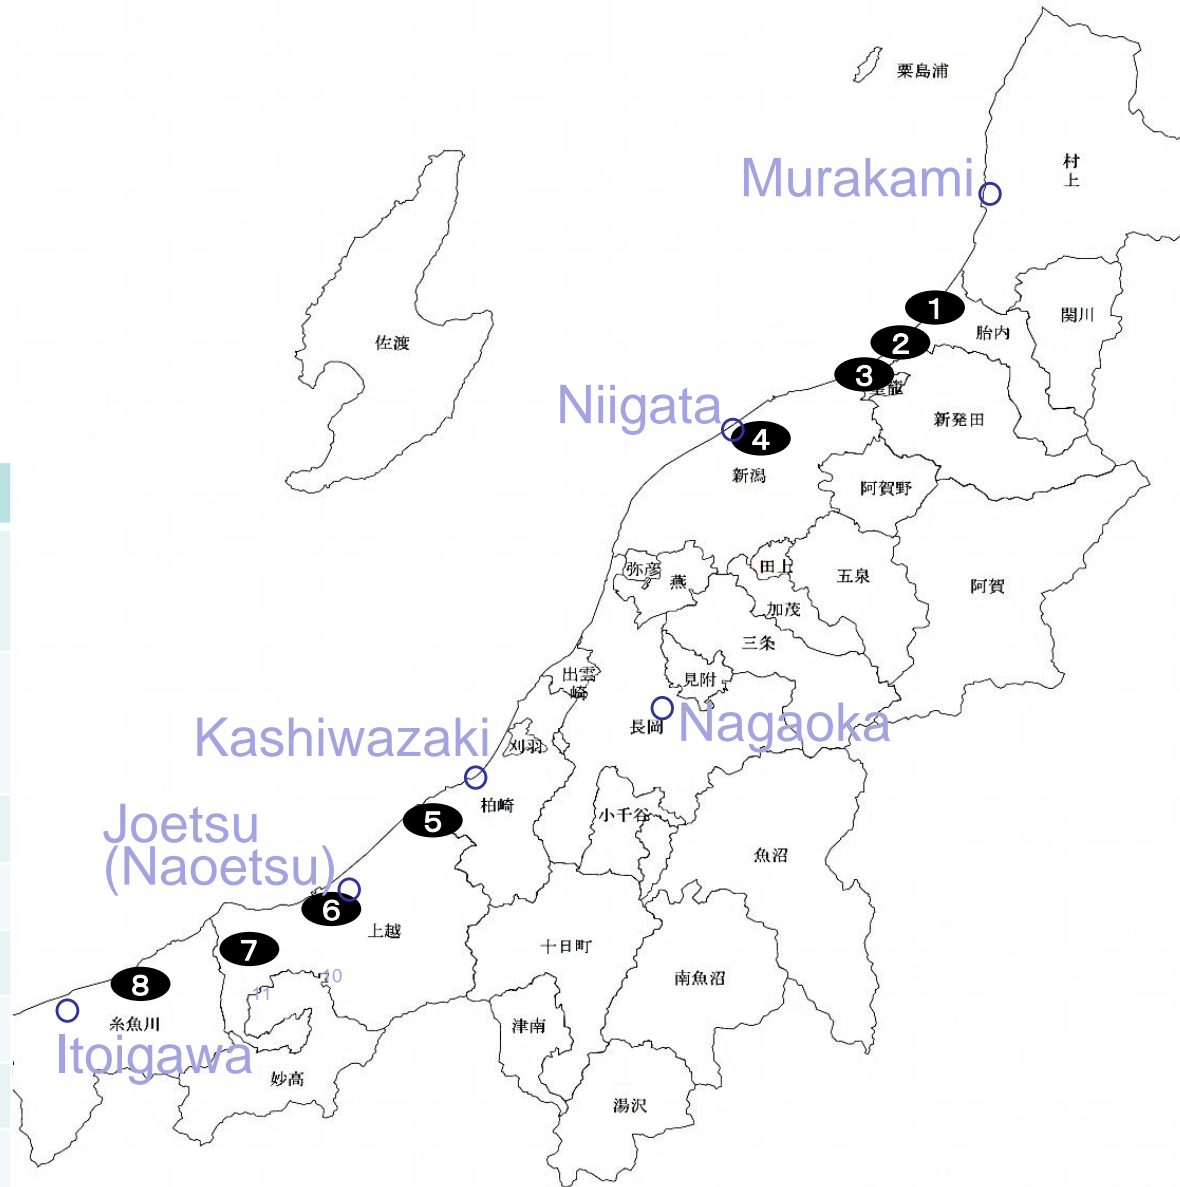 栗島浦
村
上
Murakami
関川
1
胎内
2
佐渡
3
新発田
Niigata
4
新潟
阿賀野
弥彦
燕
田上
五泉
阿賀
加茂
三条
出雲
崎
見附
長岡
Nagaoka
Kashiwazaki
刈羽
柏崎
小千谷
5
Joetsu
(Naoetsu)
魚沼
6
上越
7
十日町
10
8
11
南魚沼
糸魚川
津南
Itoigawa
妙高
湯沢